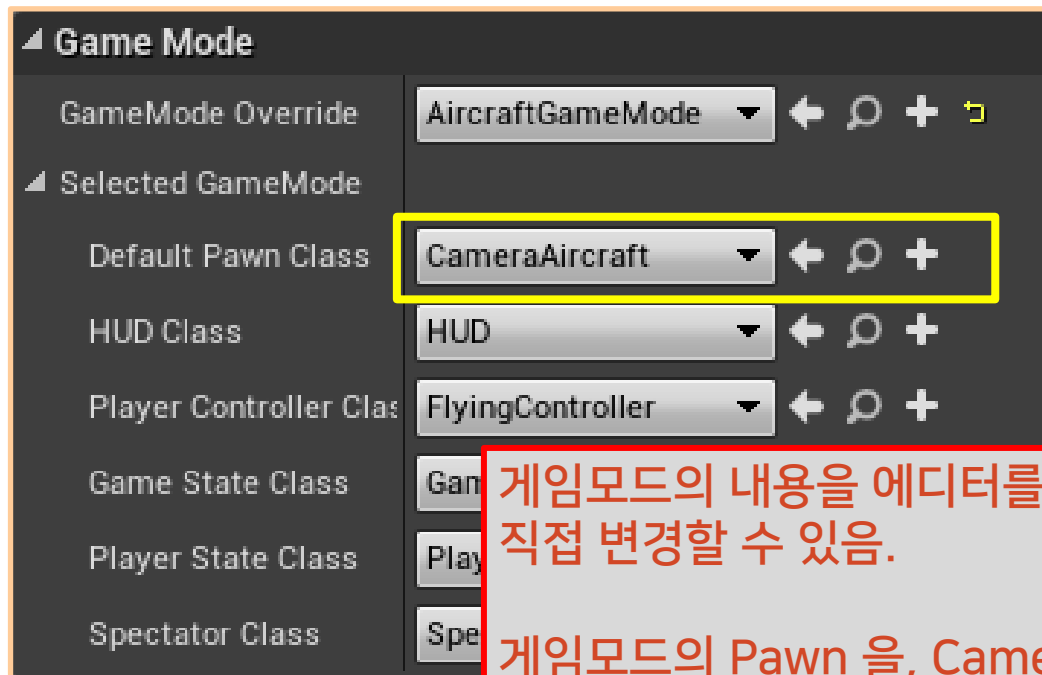 Game Mode
GameMode Override AircraftGameMode
Selected GameMode
Default Pawn Class CameraAircraft
HUD Class HUD
Player Controller Clas FlyingController
Game State Class Gam
Player State Class Play
Spectator Class Spe
게임모드의 내용을 에디터를
직접 변경할 수 있음.
게임모드의 Pawn 을, Came